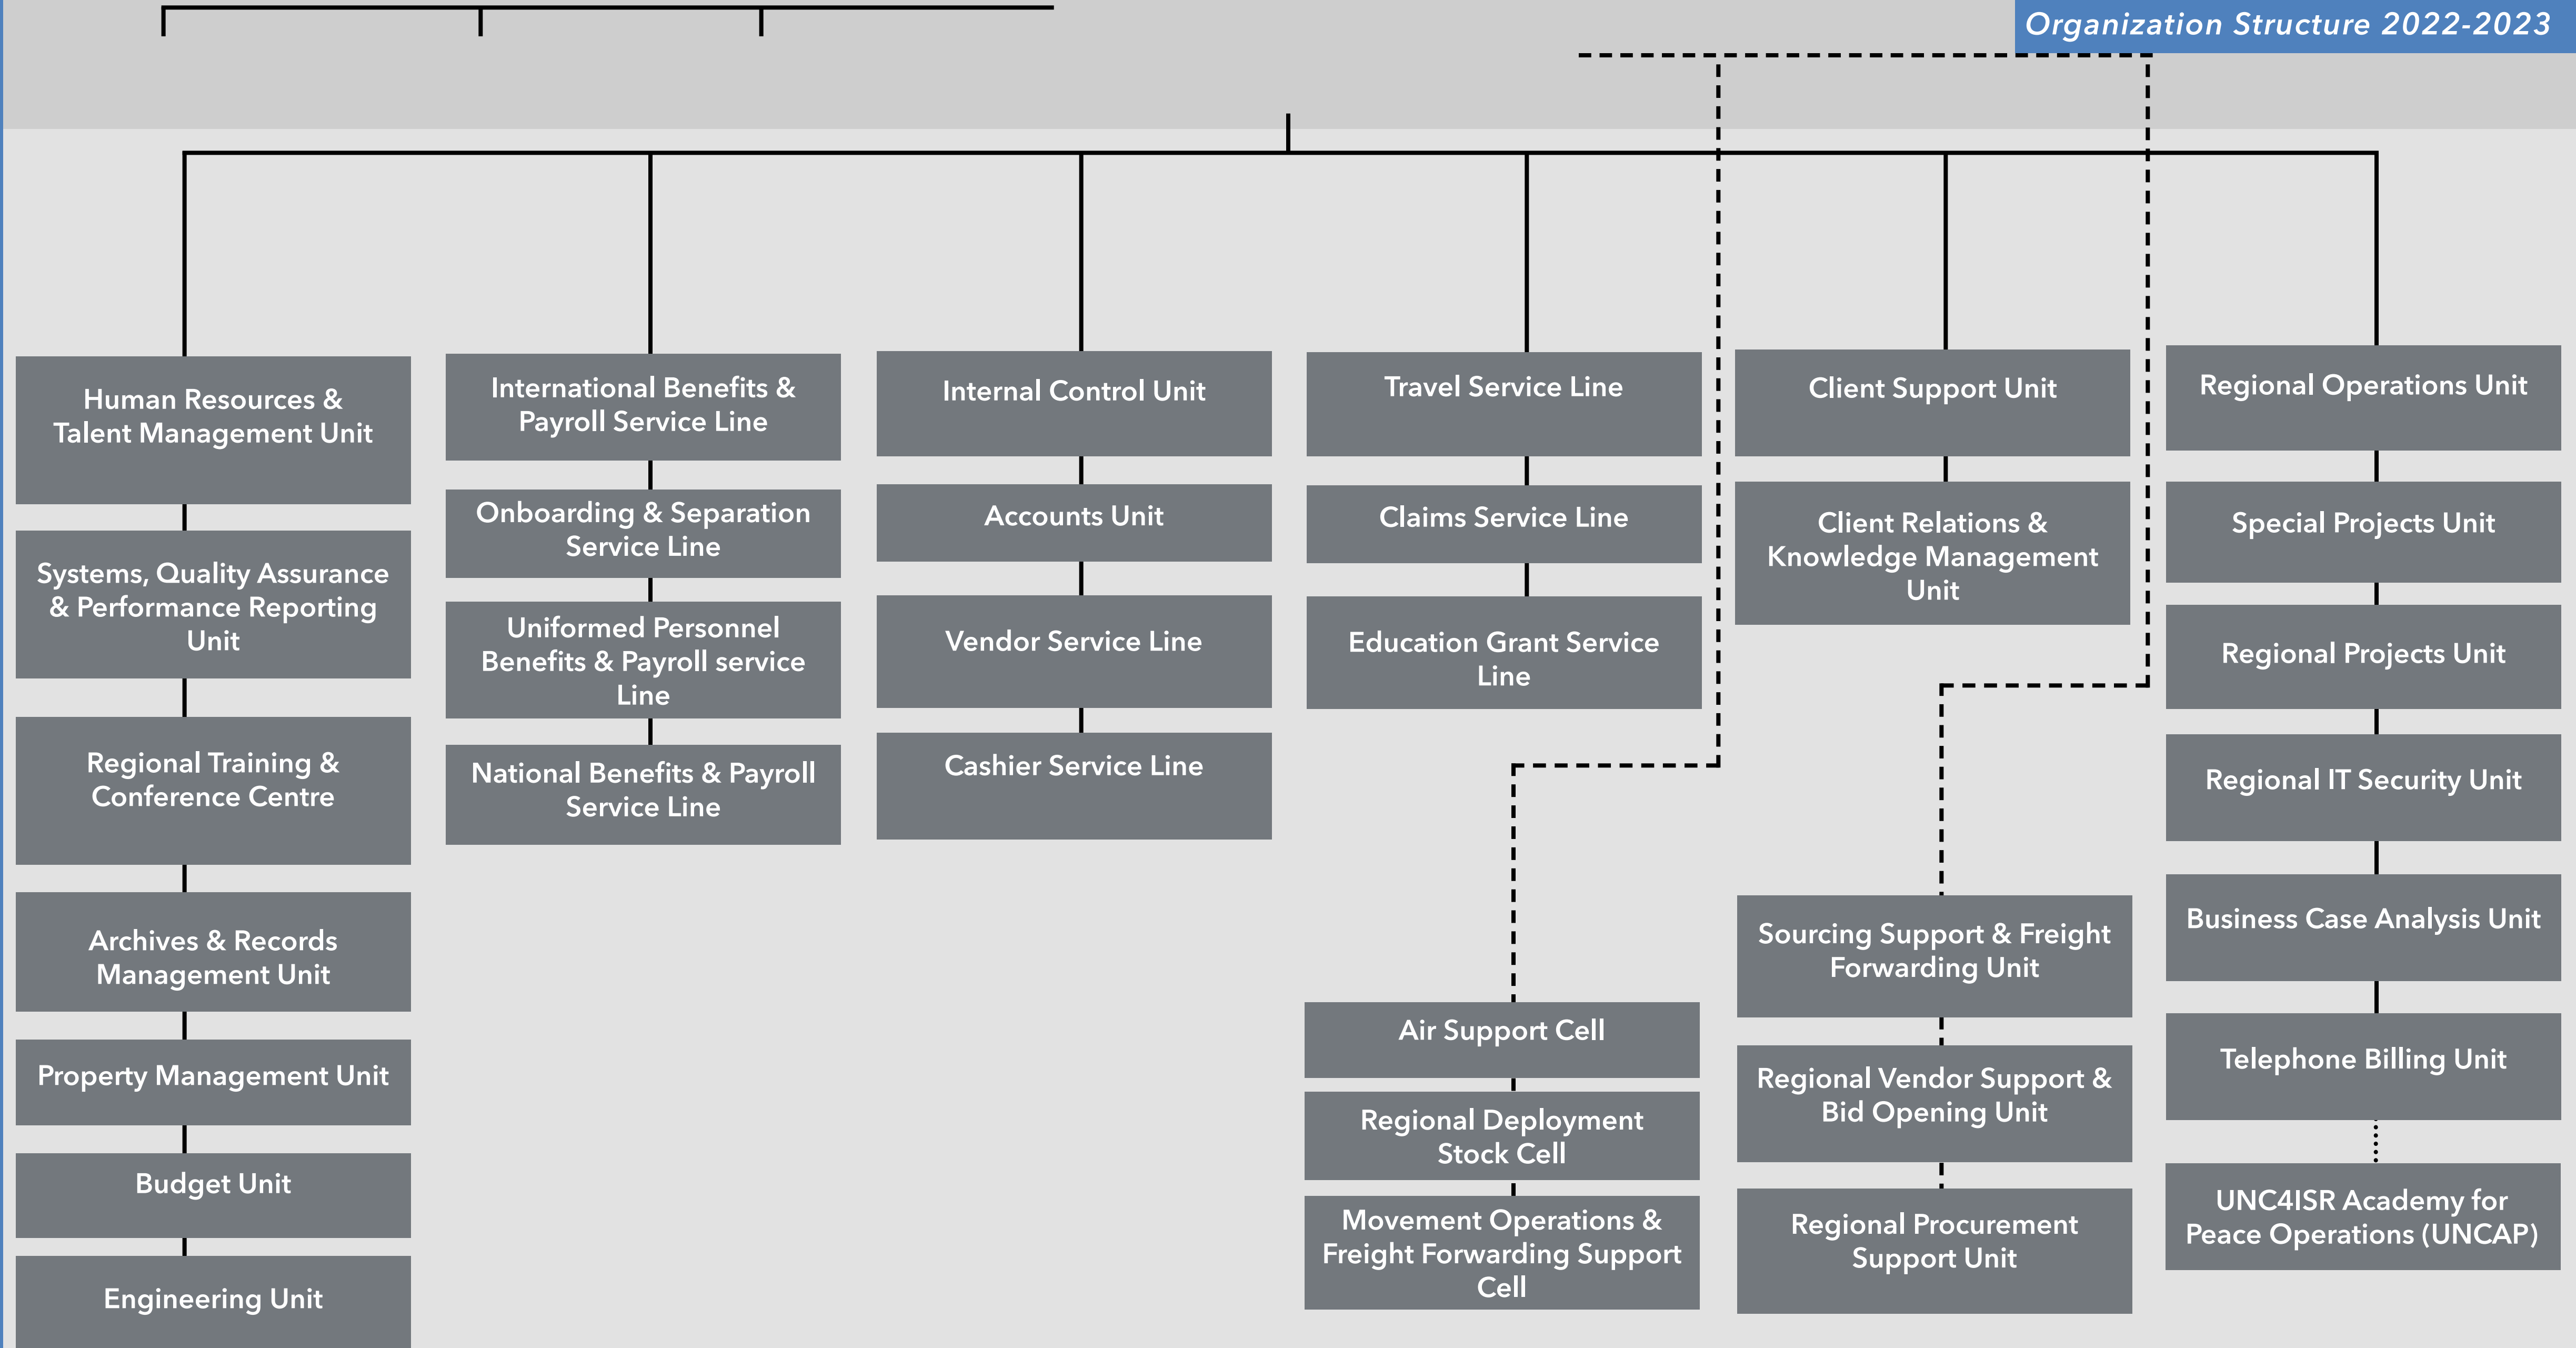 Organization Structure 2022-2023
Human Resources &
Talent Management Unit
Systems, Quality Assurance
& Performance Reporting
Unit
Regional Training &
Conference Centre
Archives & Records
Management Unit
Property Management Unit
Budget Unit
Engineering Unit
International Benefits &
Payroll Service Line
Onboarding & Separation
Service Line
Uniformed Personnel
Benefits & Payroll service
Line
National Benefits & Payroll
Service Line
Internal Control Unit
Accounts Unit
Vendor Service Line
Cashier Service Line
Travel Service Line
Claims Service Line
Education Grant Service
Line
Air Support Cell
Regional Deployment
Stock Cell
Movement Operations &
Freight Forwarding Support
Cell
Client Support Unit
Client Relations &
Knowledge Management
Unit
Sourcing Support & Freight
Forwarding Unit
Regional Vendor Support &
Bid Opening Unit
Regional Procurement
Support Unit
Regional Operations Unit
Special Projects Unit
Regional Projects Unit
Regional IT Security Unit
Business Case Analysis Unit
Telephone Billing Unit
UNC4ISR Academy for
Peace Operations (UNCAP)